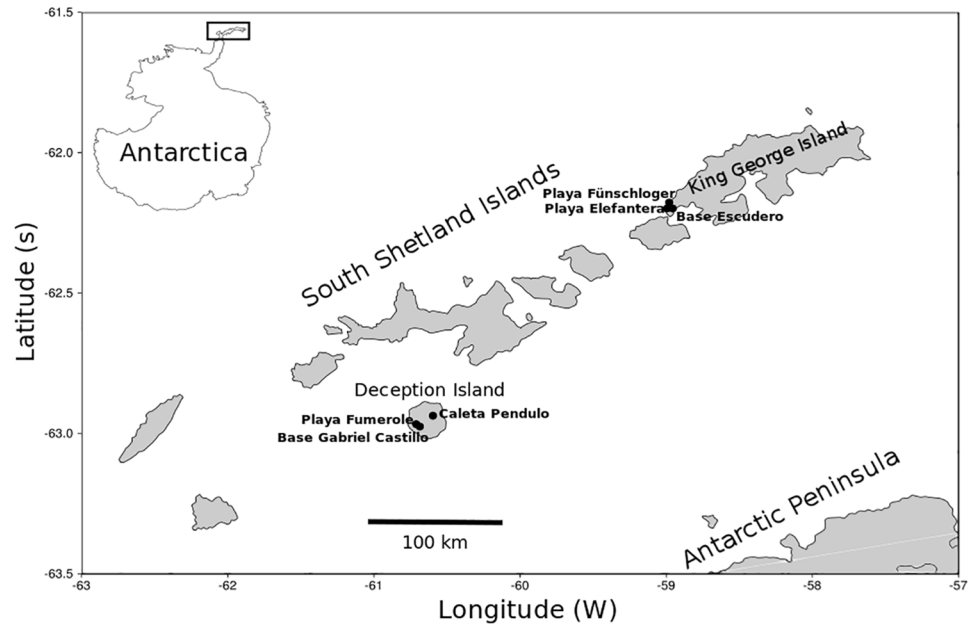 -61.5
Antarctica
-62.0
King George Island
Playa Fünschloger
Playa Elefantera
Base Escudero
South Shetland Islands
-62.5
Latitude (s)
Deception Island
Caleta Pendulo
Playa Fumerole
Base Gabriel Castillo
-63.0
Antarctic Peninsula
100 km
-63.5
-63 -62 -61 -60 -59 -58 -57
Longitude (W)